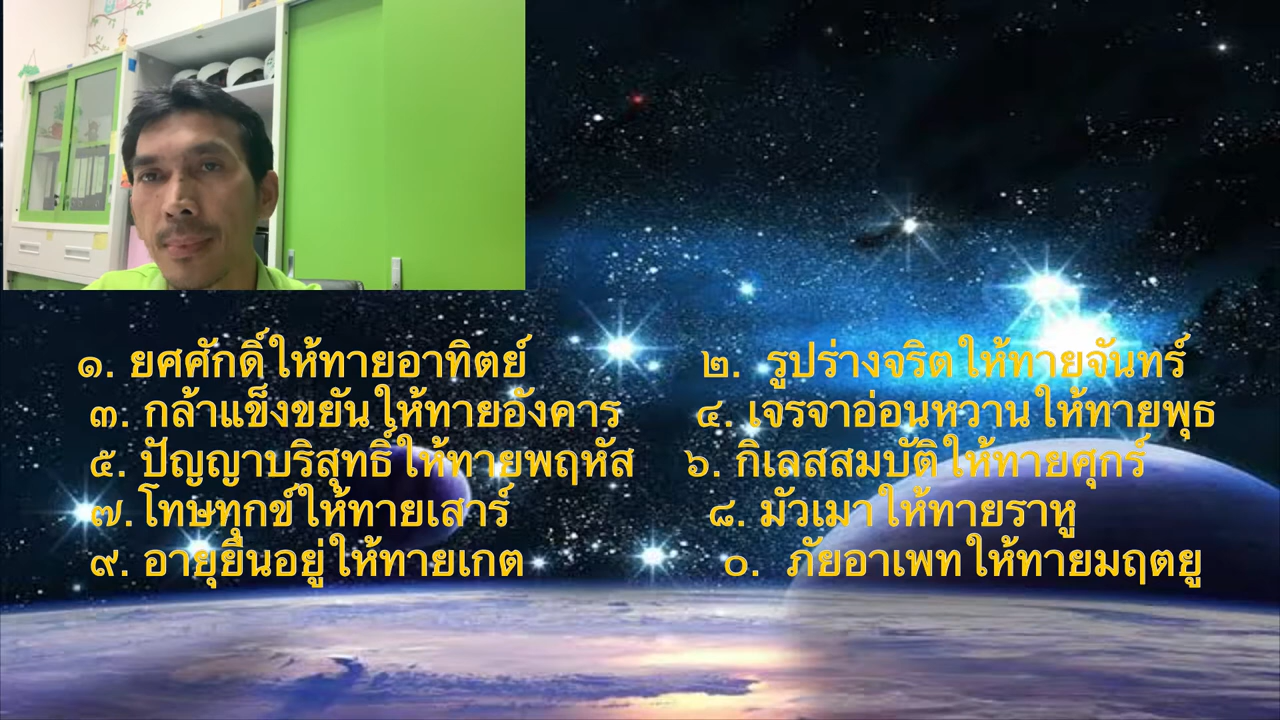 ๑. ยศศักดิ์ให้ทายอาทิตย์ ๒. รูปร่างจริตให้ทายจันทร์
๓. กล้าแข็งขยันให้ทายอังคาร ๔. เจรจาอ่อนหวานให้ทายพุธ
๕. ปัญญาบริสุทธิ์ให้ทายพฤหัส ๖. กิเลสสมบัติให้ทายศุกร์
๗.โทษทุกข์ให้ทายเสาร์ ๘. มัวเมาให้ทายราหู
๙. อายุยืนอยู่ให้ทายเกต ๐. ภัยอาเพทให้ทายมฤตยู